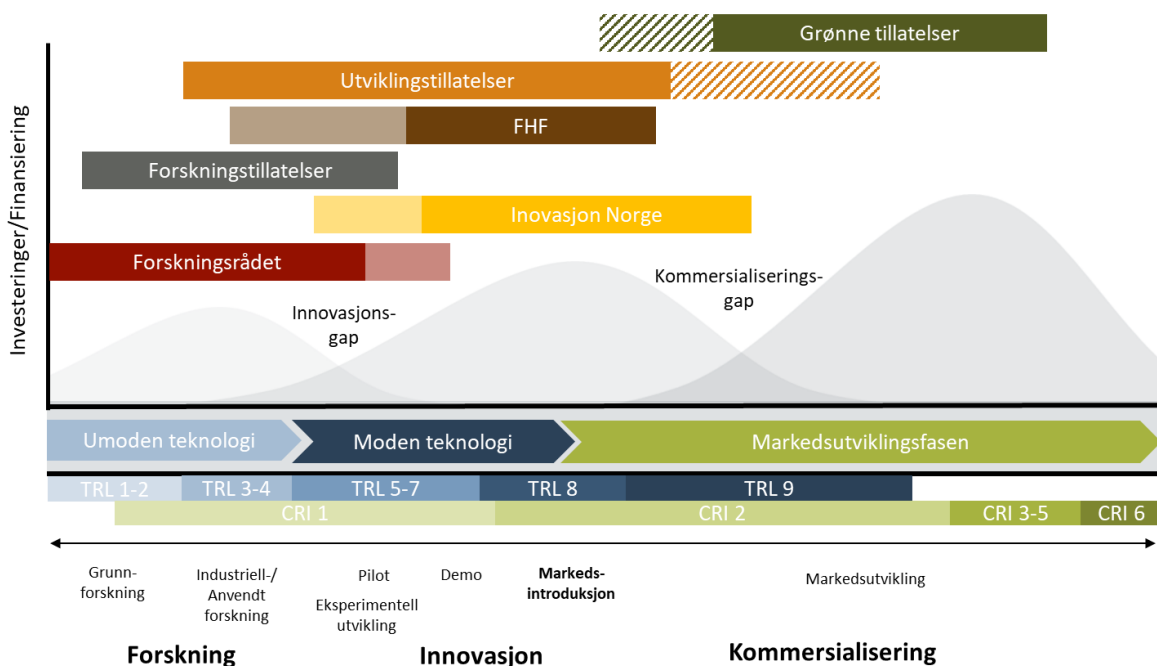 Grønne tillatelser
Utviklingstillatelser
FHF
Forskningstillatelser
Inovasjon Norge
Forskningsrådet
Investeringer/Finansiering
Innovasjons-
gap
Kommersialiserings-
gap
Umoden teknologi
Moden teknologi
Markedsutviklingsfasen
TRL 1-2
TRL 3-4
TRL 5-7
TRL 8
TRL 9
CRI 1
CRI 2
CRI 3-5
CRI 6
Grunn-
forskning
Industriell-/
Anvendt
forskning
Pilot
Eksperimentell
utvikling
Demo
Markeds-
introduksjon
Markedsutvikling
Forskning
Innovasjon
Kommersialisering